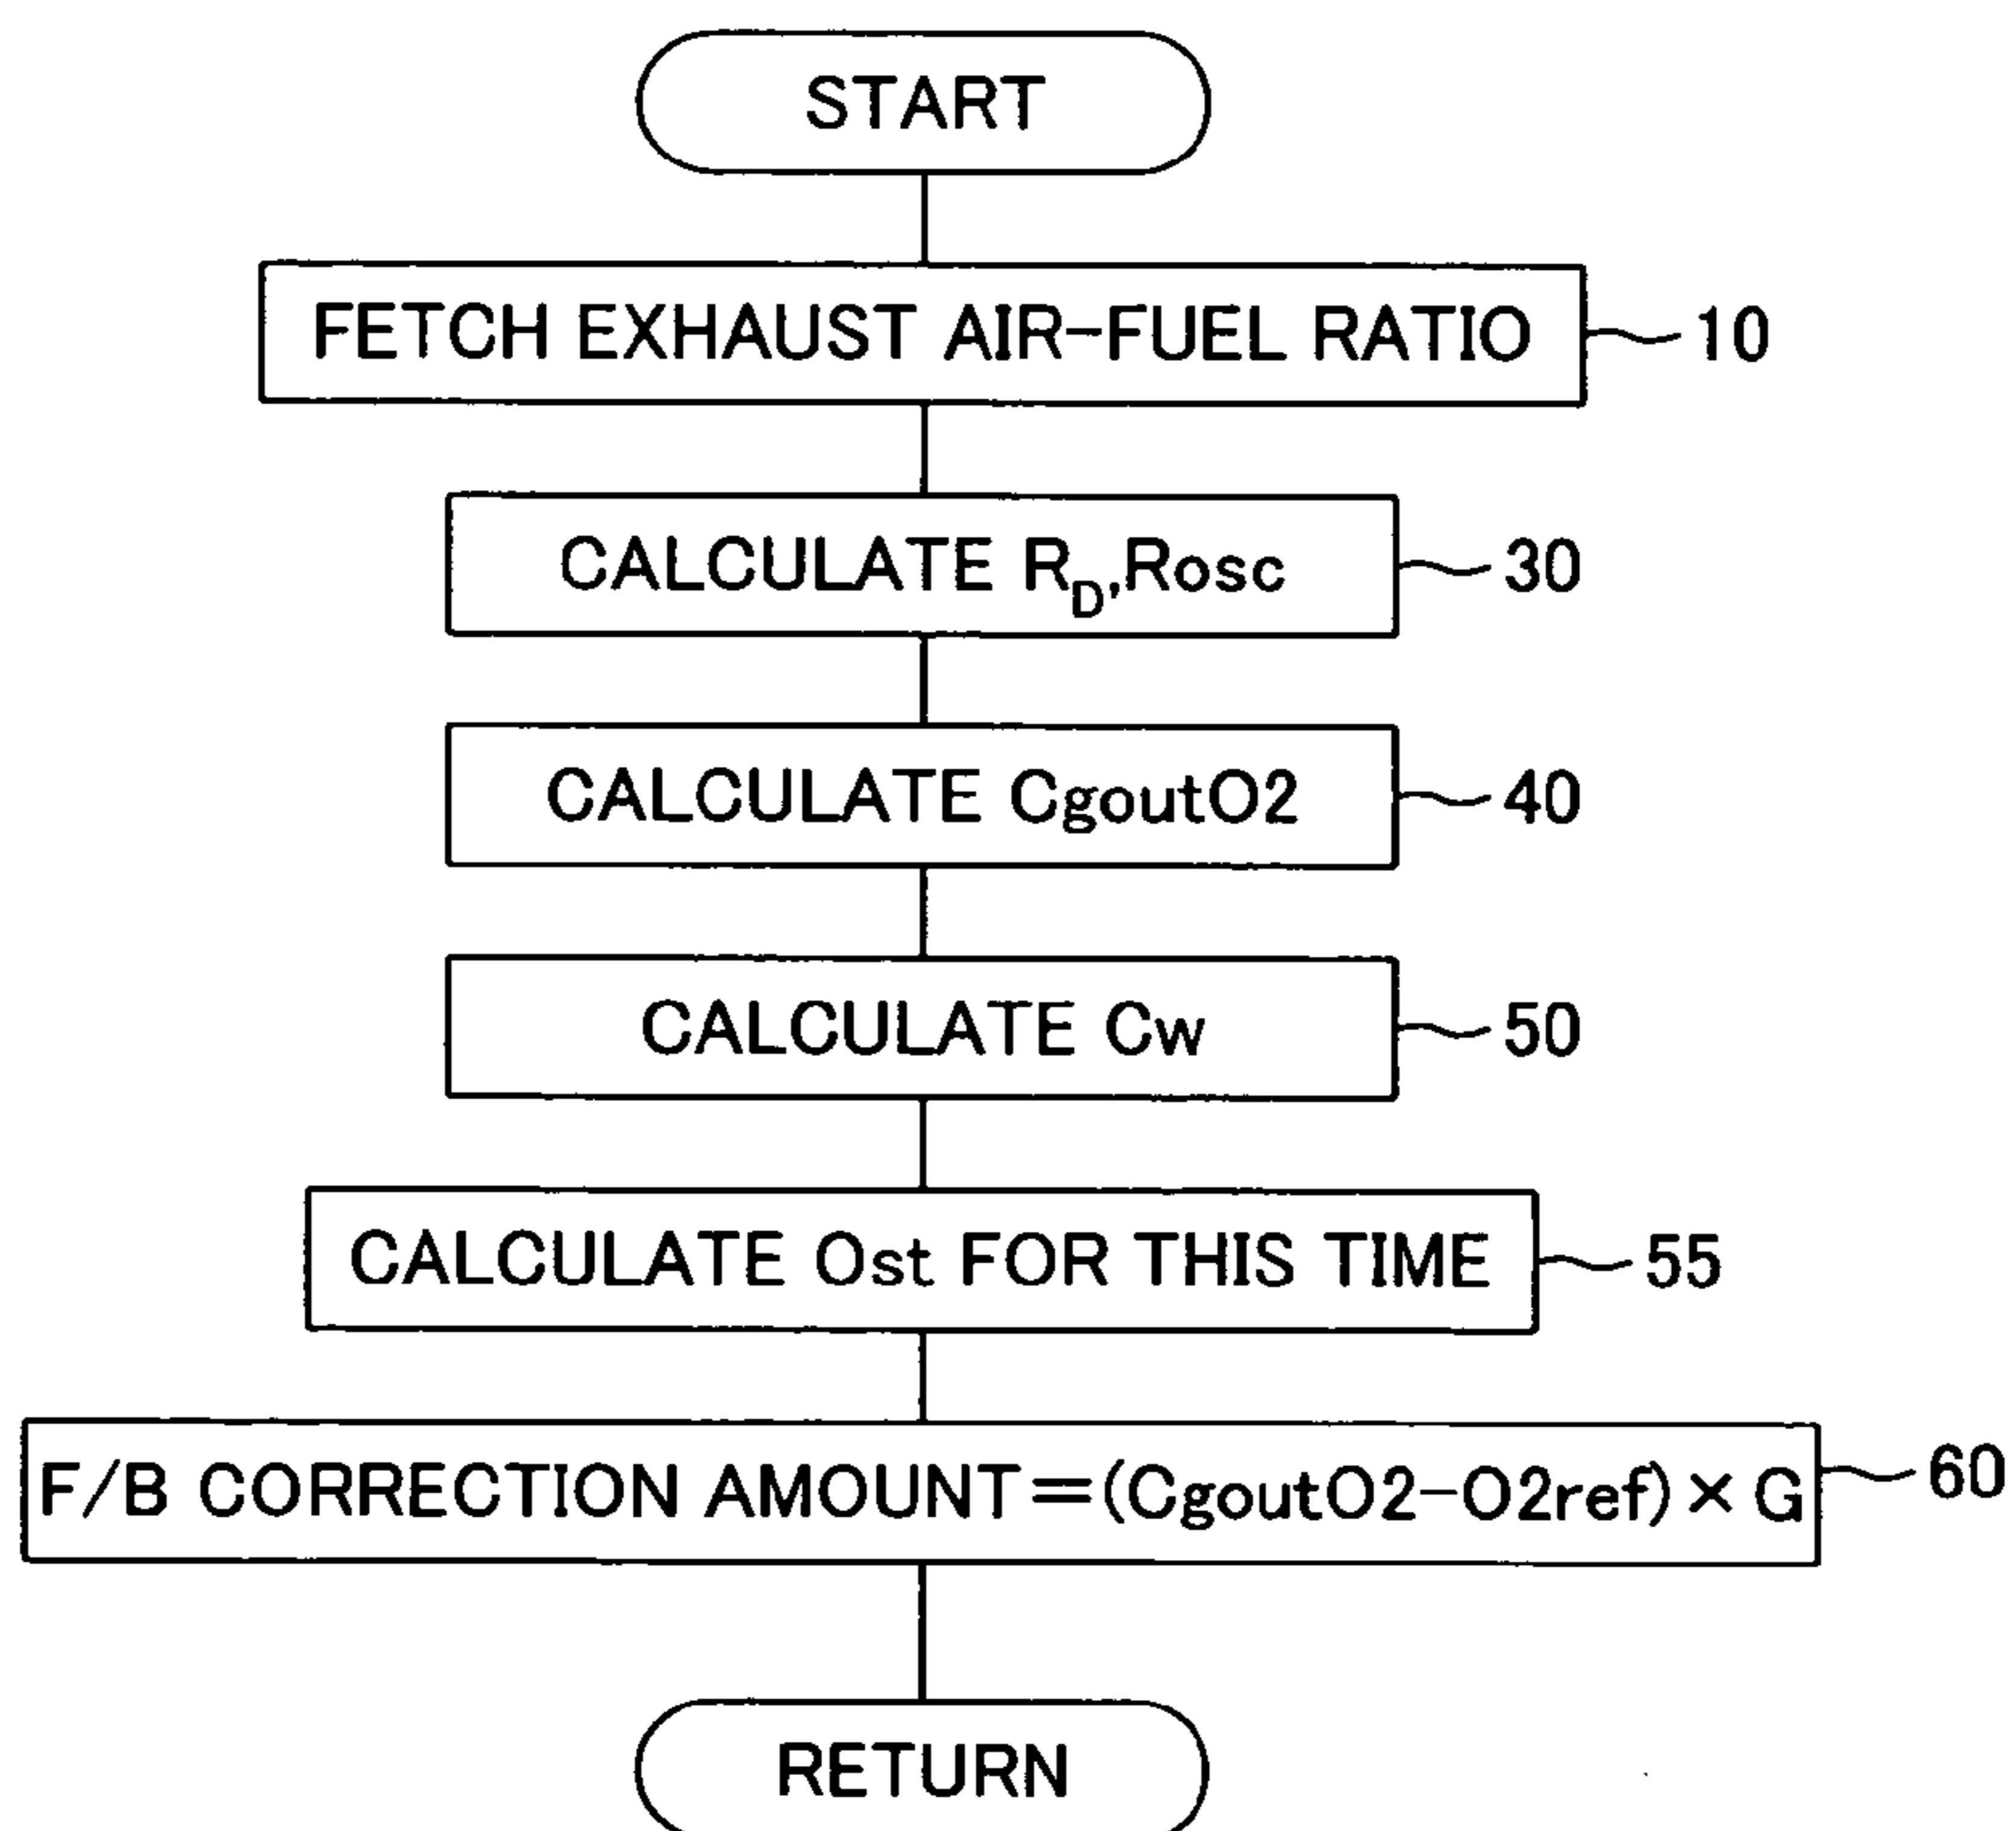 START
FETCH EXHAUST AIR-FUEL RATIO
10
CALCULATE RD,Rosc
30
CALCULATE CgoutO2
40
CALCULATE Cw
50
CALCULATE Ost FOR THIS TIME
55
F/B CORRECTION AMOUNT=(CgoutO2-O2ref)×G
60
RETURN